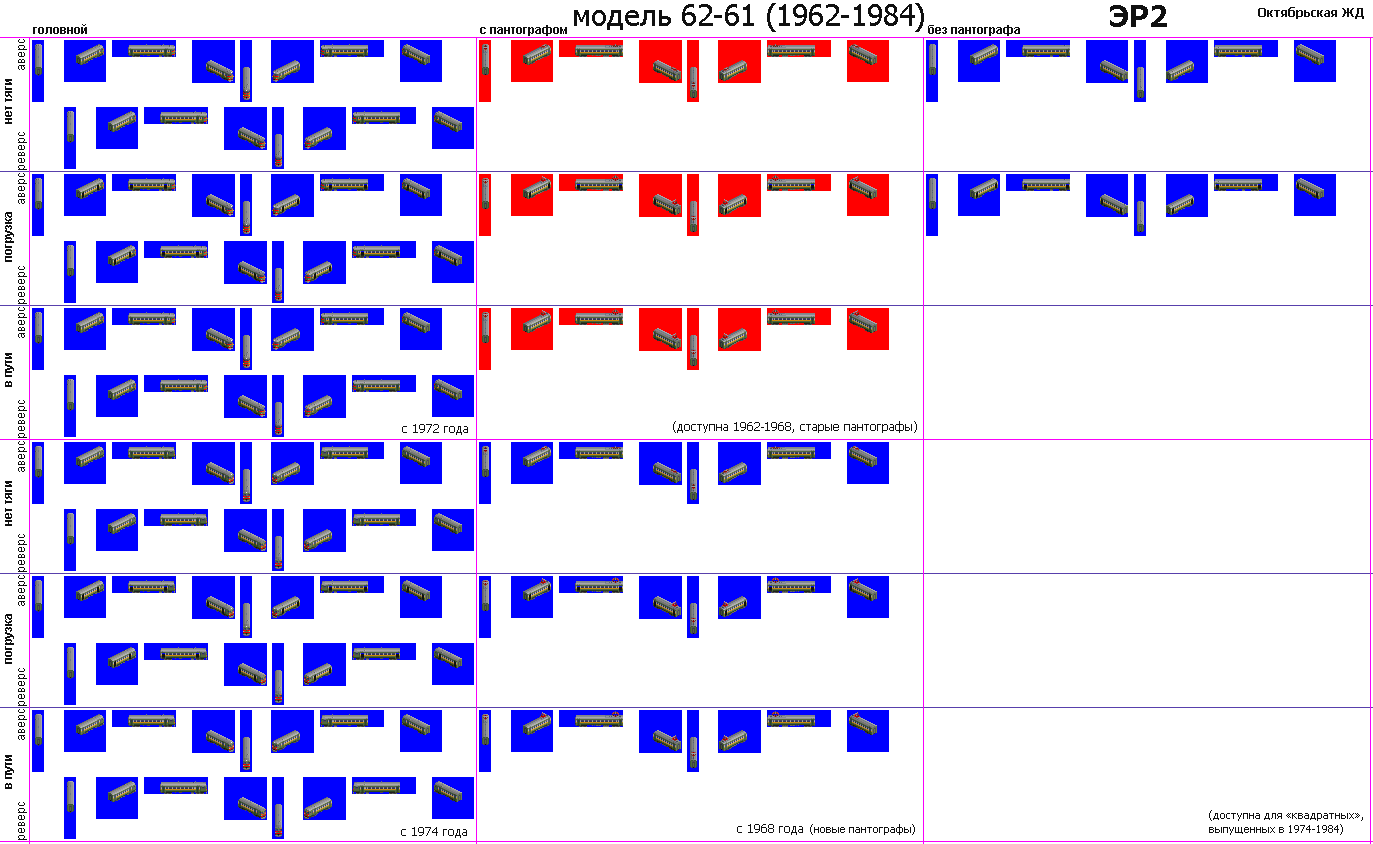 модель 62-61 (1962-1984)
ЭР2
Октябрьская ЖД
головной
с пантографом
без пантографа
нет тяги
аверс
реверс
погрузка
аверс
реверс
в пути
аверс
реверс
с 1972 года
(доступна 1962-1968, старые пантографы)
нет тяги
аверс
реверс
погрузка
аверс
реверс
в пути
аверс
реверс
с 1974 года
с 1968 года (новые пантографы)
(доступна для «квадратных»,
выпущенных в 1974-1984)